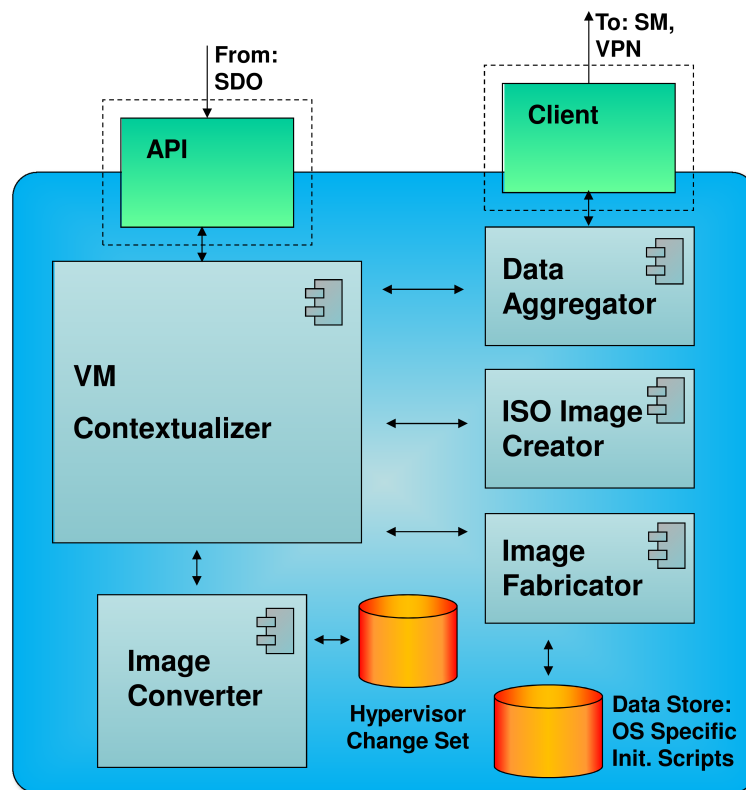 From:
SDO
To: SM,
VPN
API
Client
VM
Contextualizer
Data
Aggregator
ISO Image
Creator
Image
Fabricator
Image
Converter
Hypervisor
Change Set
Data Store:
OS Specific
Init. Scripts